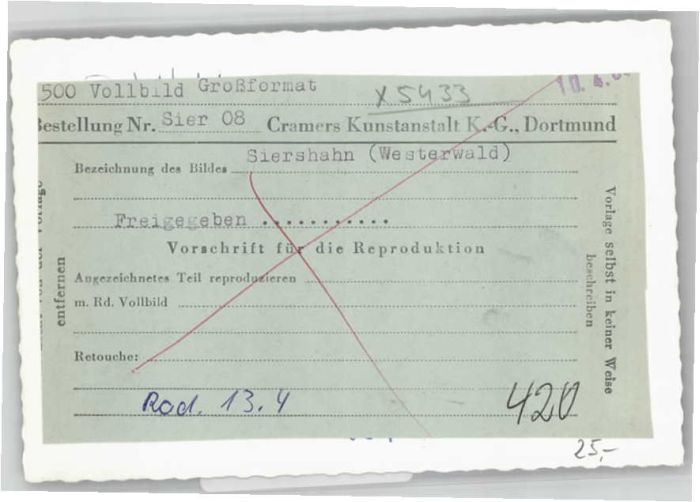 500 Vollbild Großformat
X5433
Bestellung Nr. Sier 08 Cramers Kunstanstalt K.-G., Dortmund
Bezeichnung des Bildes Siershahn (Westerwald)
Freigegeben ...........
Vorschrift für die Reproduktion
Angezeichnetes Teil reproduzieren
m. Rd. Vollbild
Retouche:
Rod. 13.4
420
25,-
entfernen
Vorlage selbst in keiner Weise
beschreiben